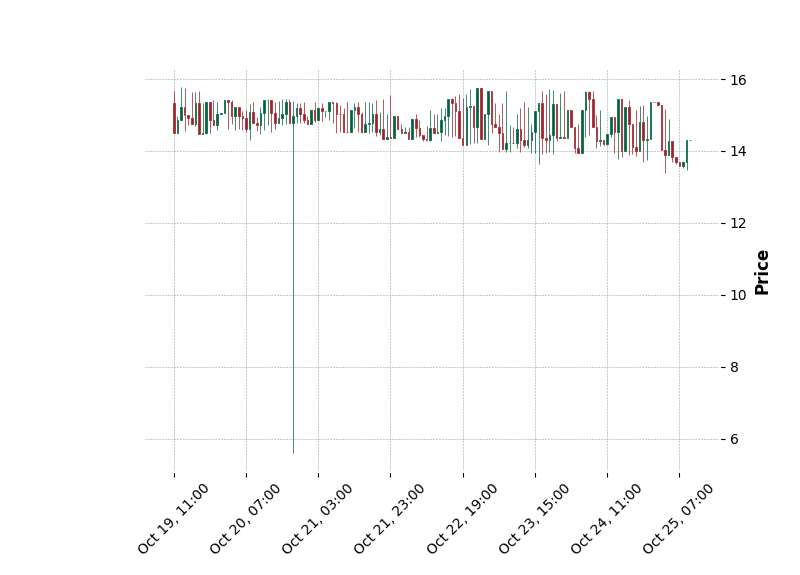 16
14
12
10
8
6
Price
Oct 19, 11:00
Oct 20, 07:00
Oct 21, 03:00
Oct 21, 23:00
Oct 22, 19:00
Oct 23, 15:00
Oct 24, 11:00
Oct 25, 07:00